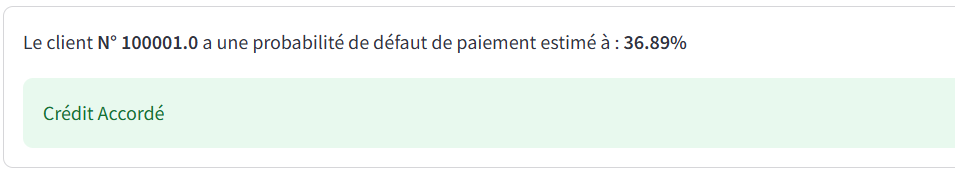 Le client N° 100001.0 a une probabilité de défaut de paiement estimé à : 36.89%
Crédit Accordé